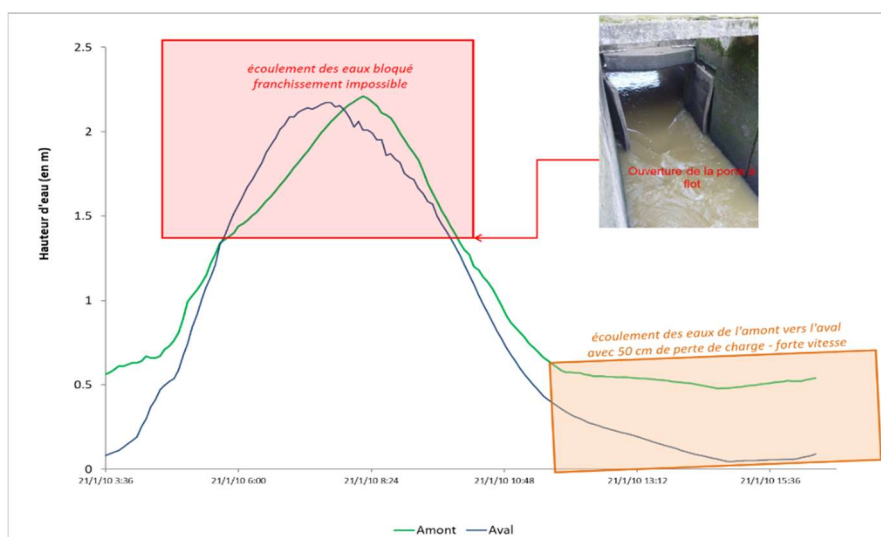 écoulement des eaux bloqué
franchissement impossible
Ouverture de la porte à
flot
Hauteur d'eau (en m)
2.5
2
1.5
1
0.5
0
écoulement des eaux de l'amont vers l'aval
avec 50 cm de perte de charge - forte vitesse
21/1/10 3:36
21/1/10 6:00
21/1/10 8:24
21/1/10 10:48
21/1/10 13:12
21/1/10 15:36
Amont
Aval